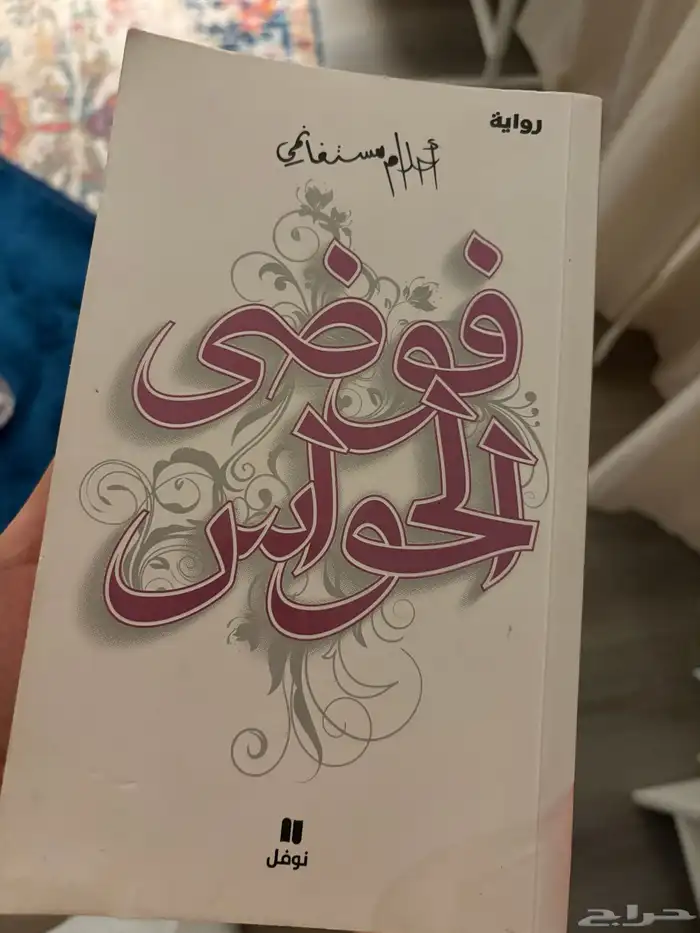 رواية
أحلام مستغانمي
فوضى
الحواس
نوفل
حراج